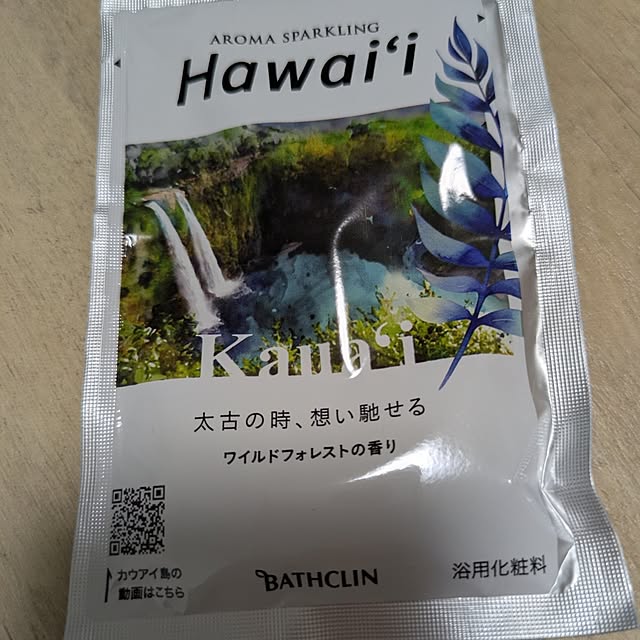 AROMA SPARKLING
Hawaiʻi
Kauaʻi
太古の時、想い馳せる
ワイルドフォレストの香り
カウアイ島の
動画はこちら
BATHCLIN
浴用化粧料